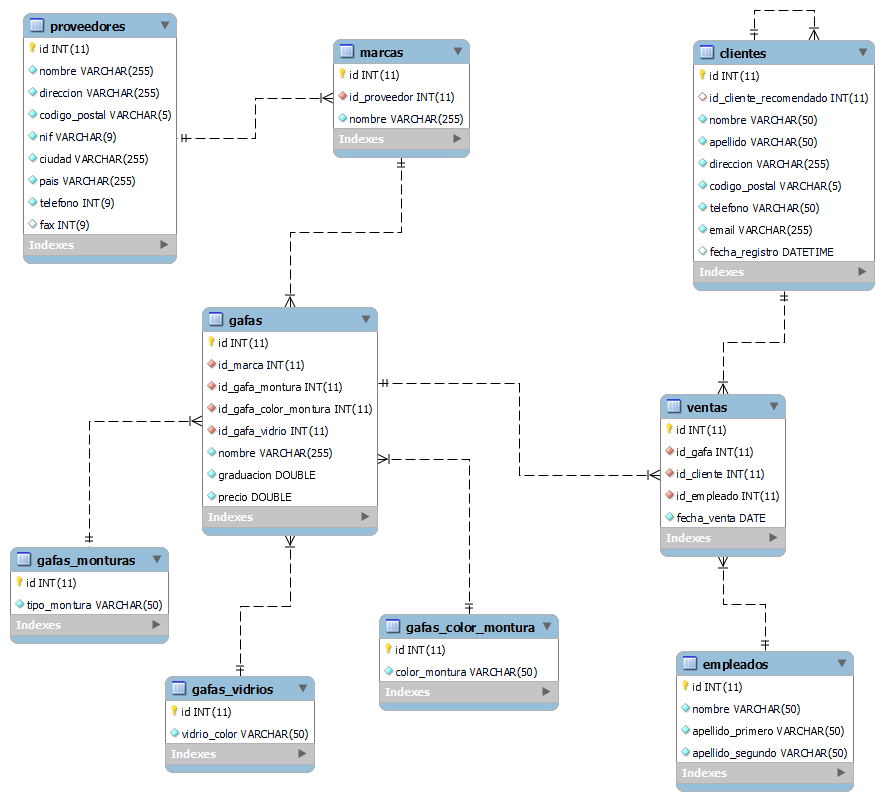 proveedores
id INT(11)
nombre VARCHAR(255)
direccion VARCHAR(255)
codigo_postal VARCHAR(5)
nif VARCHAR(9)
ciudad VARCHAR(255)
pais VARCHAR(255)
telefono INT(9)
fax INT(9)
Indexes
marcas
id INT(11)
id_proveedor INT(11)
nombre VARCHAR(255)
Indexes
clientes
id INT(11)
id_cliente_recomendado INT(11)
nombre VARCHAR(50)
apellido VARCHAR(50)
direccion VARCHAR(255)
codigo_postal VARCHAR(5)
telefono VARCHAR(50)
email VARCHAR(255)
fecha_registro DATETIME
Indexes
gafas
id INT(11)
id_marca INT(11)
id_gafa_montura INT(11)
id_gafa_color_montura INT(11)
id_gafa_vidrio INT(11)
nombre VARCHAR(255)
graduacion DOUBLE
precio DOUBLE
Indexes
ventas
id INT(11)
id_gafa INT(11)
id_cliente INT(11)
id_empleado INT(11)
fecha_venta DATE
Indexes
gafas_monturas
id INT(11)
tipo_montura VARCHAR(50)
Indexes
gafas_color_montura
id INT(11)
color_montura VARCHAR(50)
Indexes
gafas_vidrios
id INT(11)
vidrio_color VARCHAR(50)
Indexes
empleados
id INT(11)
nombre VARCHAR(50)
apellido_primero VARCHAR(50)
apellido_segundo VARCHAR(50)
Indexes